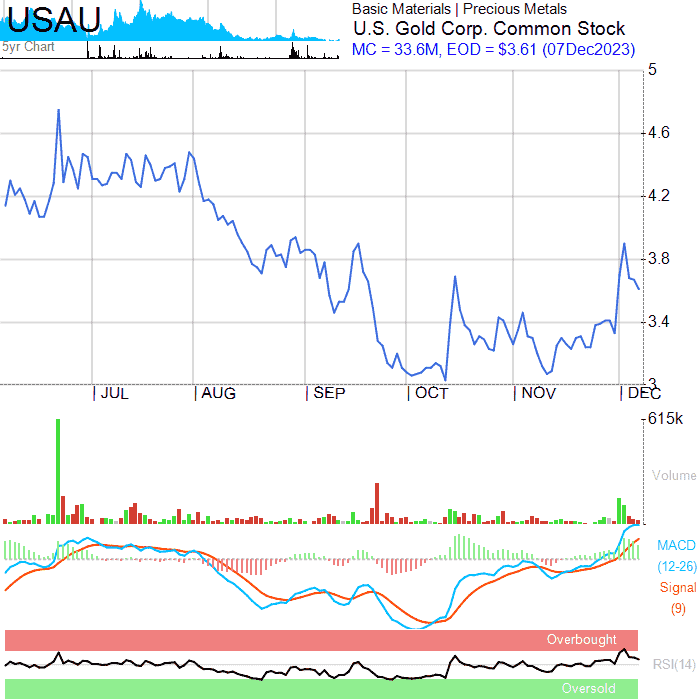 USAU
5yr Chart
Basic Materials | Precious Metals
U.S. Gold Corp. Common Stock
MC = 33.6M, EOD = $3.61 (07Dec2023)
5
4.6
4.2
3.8
3.4
3
JUL AUG SEP OCT NOV DEC
615k
Volume
MACD
(12-26)
Signal
(9)
Overbought
RSI(14)
Oversold